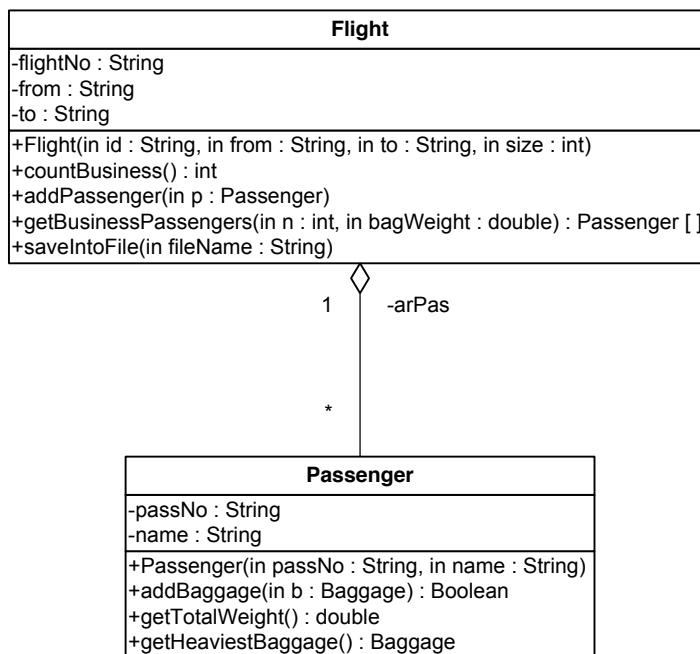 Flight
-flightNo : String
-from : String
-to : String
+Flight(in id : String, in from : String, in to : String, in size : int)
+countBusiness() : int
+addPassenger(in p : Passenger)
+getBusinessPassengers(in n : int, in bagWeight : double) : Passenger [ ]
+saveIntoFile(in fileName : String)
1 -arPas
*
Passenger
-passNo : String
-name : String
+Passenger(in passNo : String, in name : String)
+addBaggage(in b : Baggage) : Boolean
+getTotalWeight() : double
+getHeaviestBaggage() : Baggage